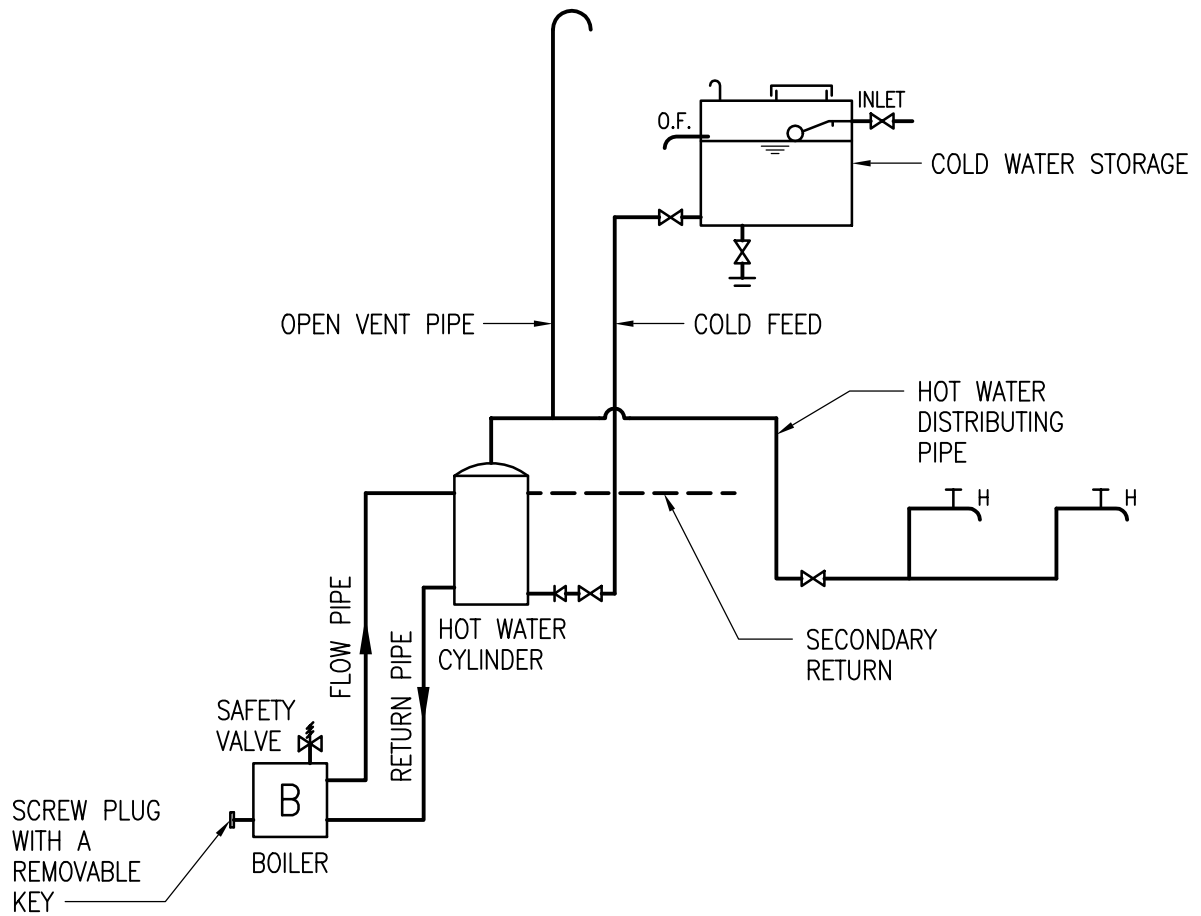 INLET
O.F.
COLD WATER STORAGE
OPEN VENT PIPE
COLD FEED
HOT WATER
DISTRIBUTING
PIPE
H
H
FLOW PIPE
RETURN PIPE
HOT WATER
CYLINDER
SECONDARY
RETURN
SAFETY
VALVE
B
SCREW PLUG
WITH A
REMOVABLE
KEY
BOILER